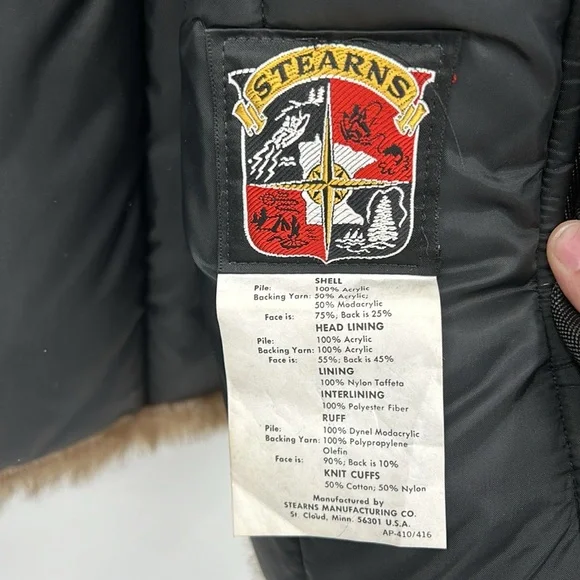 STEARNS
SHELL
Pile: 100% Acrylic
Backing Yarn: 50% Acrylic;
50% Modacrylic
Face is: 75%; Back is 25%
HEAD LINING
Pile: 100% Acrylic
Backing Yarn: 100% Acrylic
Face is: 55%; Back is 45%
LINING
100% Nylon Taffeta
INTERLINING
100% Polyester Fiber
RUFF
Pile: 100% Dynel Modacrylic
Backing Yarn: 100% Polypropylene
Olefin
Face is: 90%; Back is 10%
KNIT CUFFS
50% Cotton; 50% Nylon
Manufactured by
STEARNS MANUFACTURING CO.
St. Cloud, Minn. 56301 U.S.A.
AP-410/416